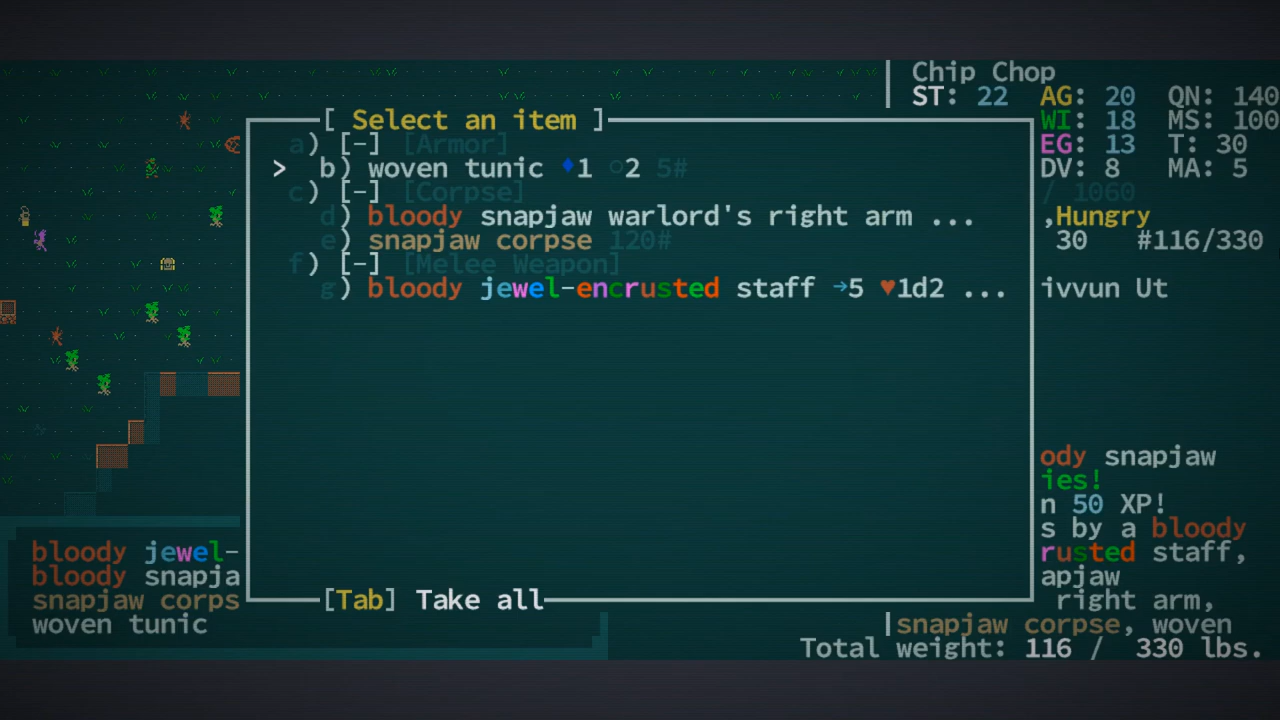 Chip Chop
ST: 22 AG: 20 QN: 140
[ Select an item ]
WI: 18 MS: 100
a) [-] [Armor]
EG: 13 T: 30
> b) woven tunic ♦1 ○2 5#
DV: 8 MA: 5
c) [-] [Corpse]
/ 1060
d) bloody snapjaw warlord's right arm ...
,Hungry
e) snapjaw corpse 120#
30 #116/330
f) [-] [Melee Weapon]
g) bloody jewel-encrusted staff →5 ♥1d2 ...
ivvun Ut
ody snapjaw
ies!
n 50 XP!
s by a bloody
rusted staff,
apjaw
right arm,
snapjaw corpse, woven
bloody jewel-
bloody snapja
snapjaw corps
woven tunic
[Tab] Take all
Total weight: 116 / 330 lbs.